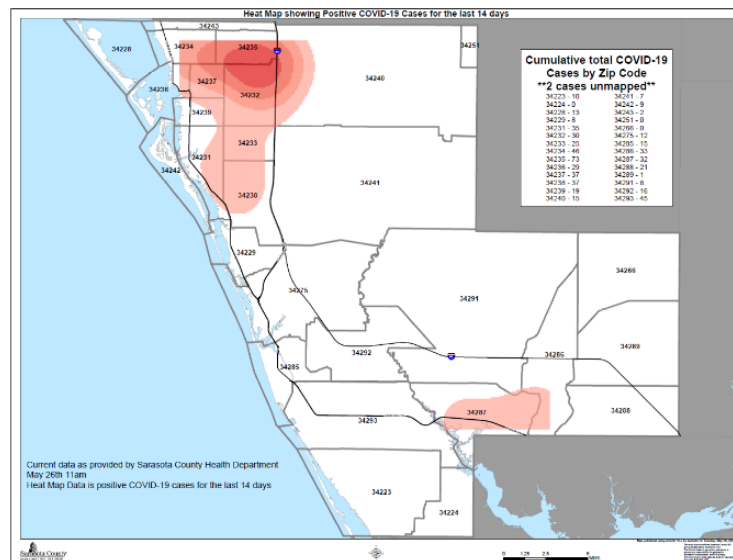 Heat Map showing Positive COVID-19 Cases for the last 14 days
34243
34228
34234
34235
34251
34240
34237
34236
34232
34239
34233
34231
34242
34241
34238
34229
34275
34291
34266
34289
34286
34292
34285
34287
34288
34293
34223
34224
Cumulative total COVID-19
Cases by Zip Code
**2 cases unmapped**
34223 - 10 34241 - 7
34224 - 0 34242 - 9
34228 - 13 34243 - 2
34229 - 8 34251 - 0
34231 - 35 34266 - 0
34232 - 30 34275 - 12
34233 - 25 34285 - 15
34234 - 46 34286 - 33
34235 - 73 34287 - 32
34236 - 29 34288 - 21
34237 - 37 34289 - 1
34238 - 37 34291 - 8
34239 - 19 34292 - 16
34240 - 15 34293 - 45
Current data as provided by Sarasota County Health Department
May 26th 11am
Heat Map Data is positive COVID-19 cases for the last 14 days
Sarasota County